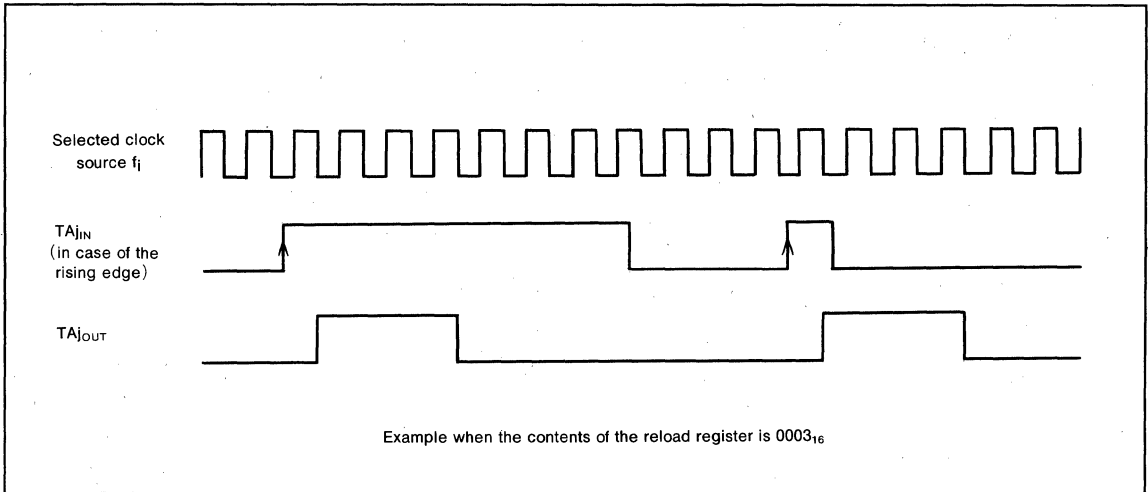 Selected clock
source fi
TAjIN
(in case of the
rising edge)
TAjOUT
Example when the contents of the reload register is 000316